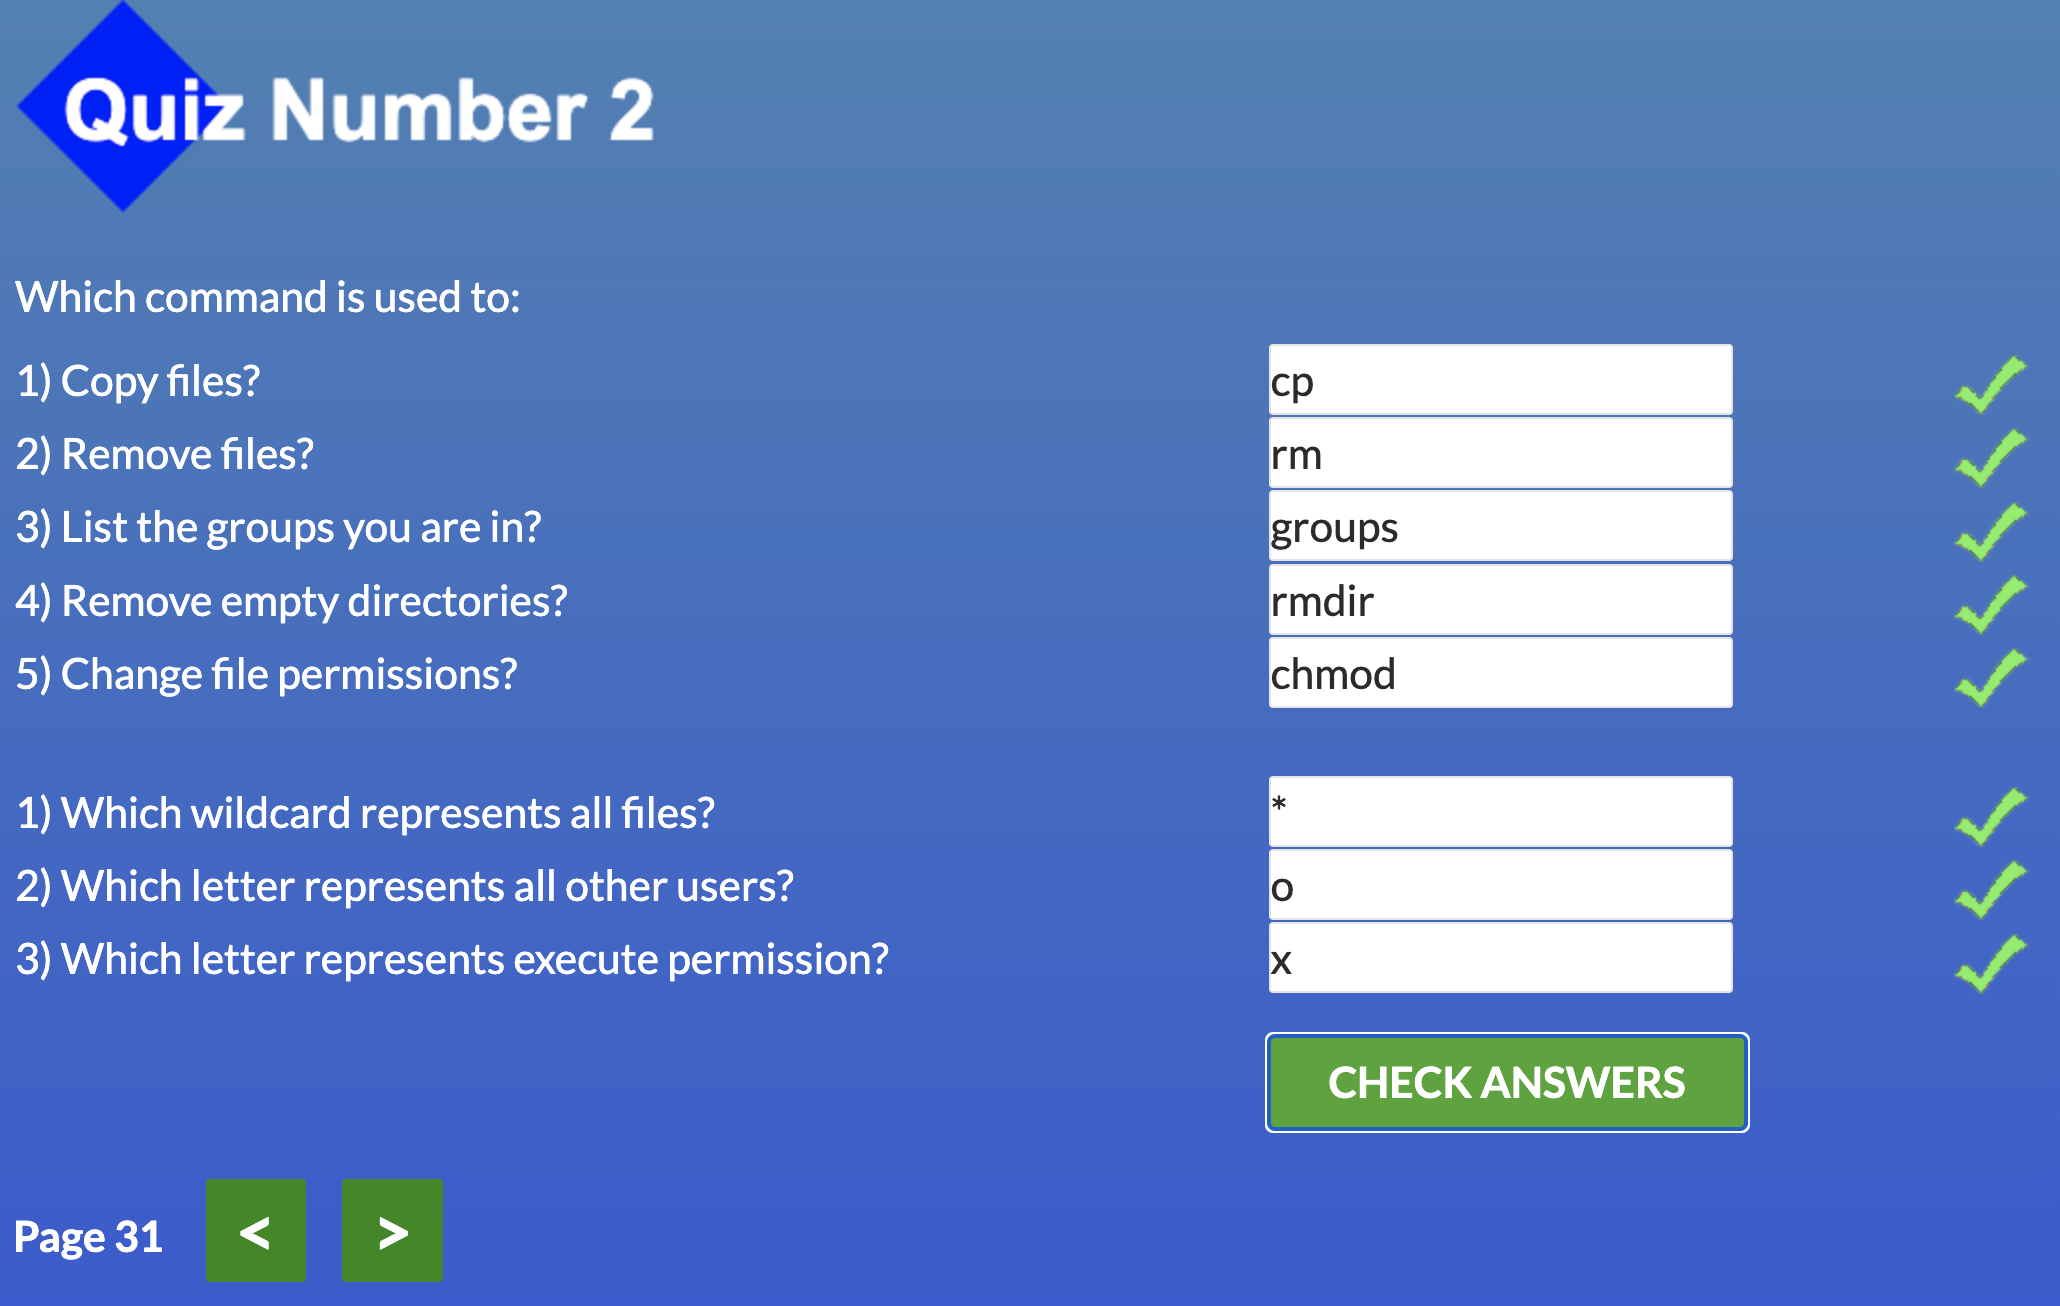 Quiz Number 2
Which command is used to:
1) Copy files? cp
2) Remove files? rm
3) List the groups you are in? groups
4) Remove empty directories? rmdir
5) Change file permissions? chmod
1) Which wildcard represents all files? *
2) Which letter represents all other users? o
3) Which letter represents execute permission? x
CHECK ANSWERS
Page 31 < >